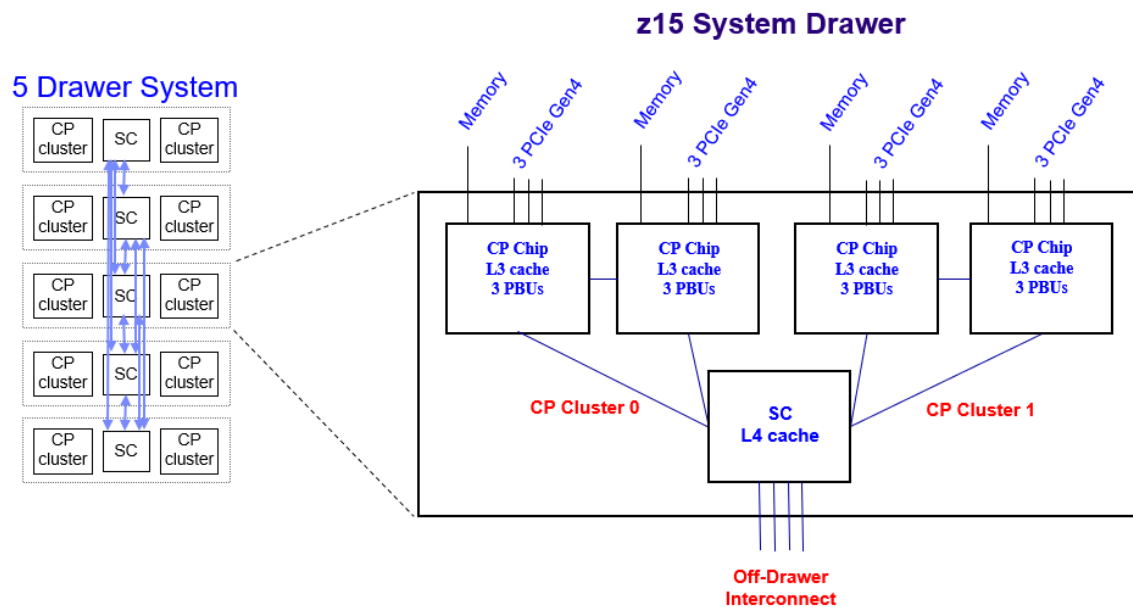 z15 System Drawer
5 Drawer System
CP
cluster
SC
CP
cluster
CP
cluster
SC
CP
cluster
CP
cluster
SC
CP
cluster
CP
cluster
SC
CP
cluster
CP
cluster
SC
CP
cluster
Memory
3 PCIe Gen4
Memory
3 PCIe Gen4
Memory
3 PCIe Gen4
Memory
3 PCIe Gen4
CP Chip
L3 cache
3 PBUs
CP Chip
L3 cache
3 PBUs
CP Chip
L3 cache
3 PBUs
CP Chip
L3 cache
3 PBUs
CP Cluster 0
SC
L4 cache
CP Cluster 1
Off-Drawer
Interconnect